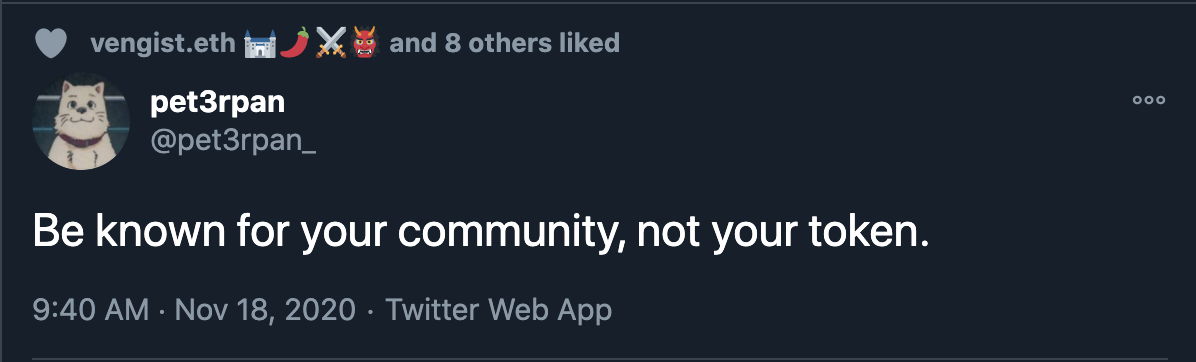 vengist.eth 🏰🌶️⚔️👹 and 8 others liked
pet3rpan
@pet3rpan_
Be known for your community, not your token.
9:40 AM · Nov 18, 2020 · Twitter Web App